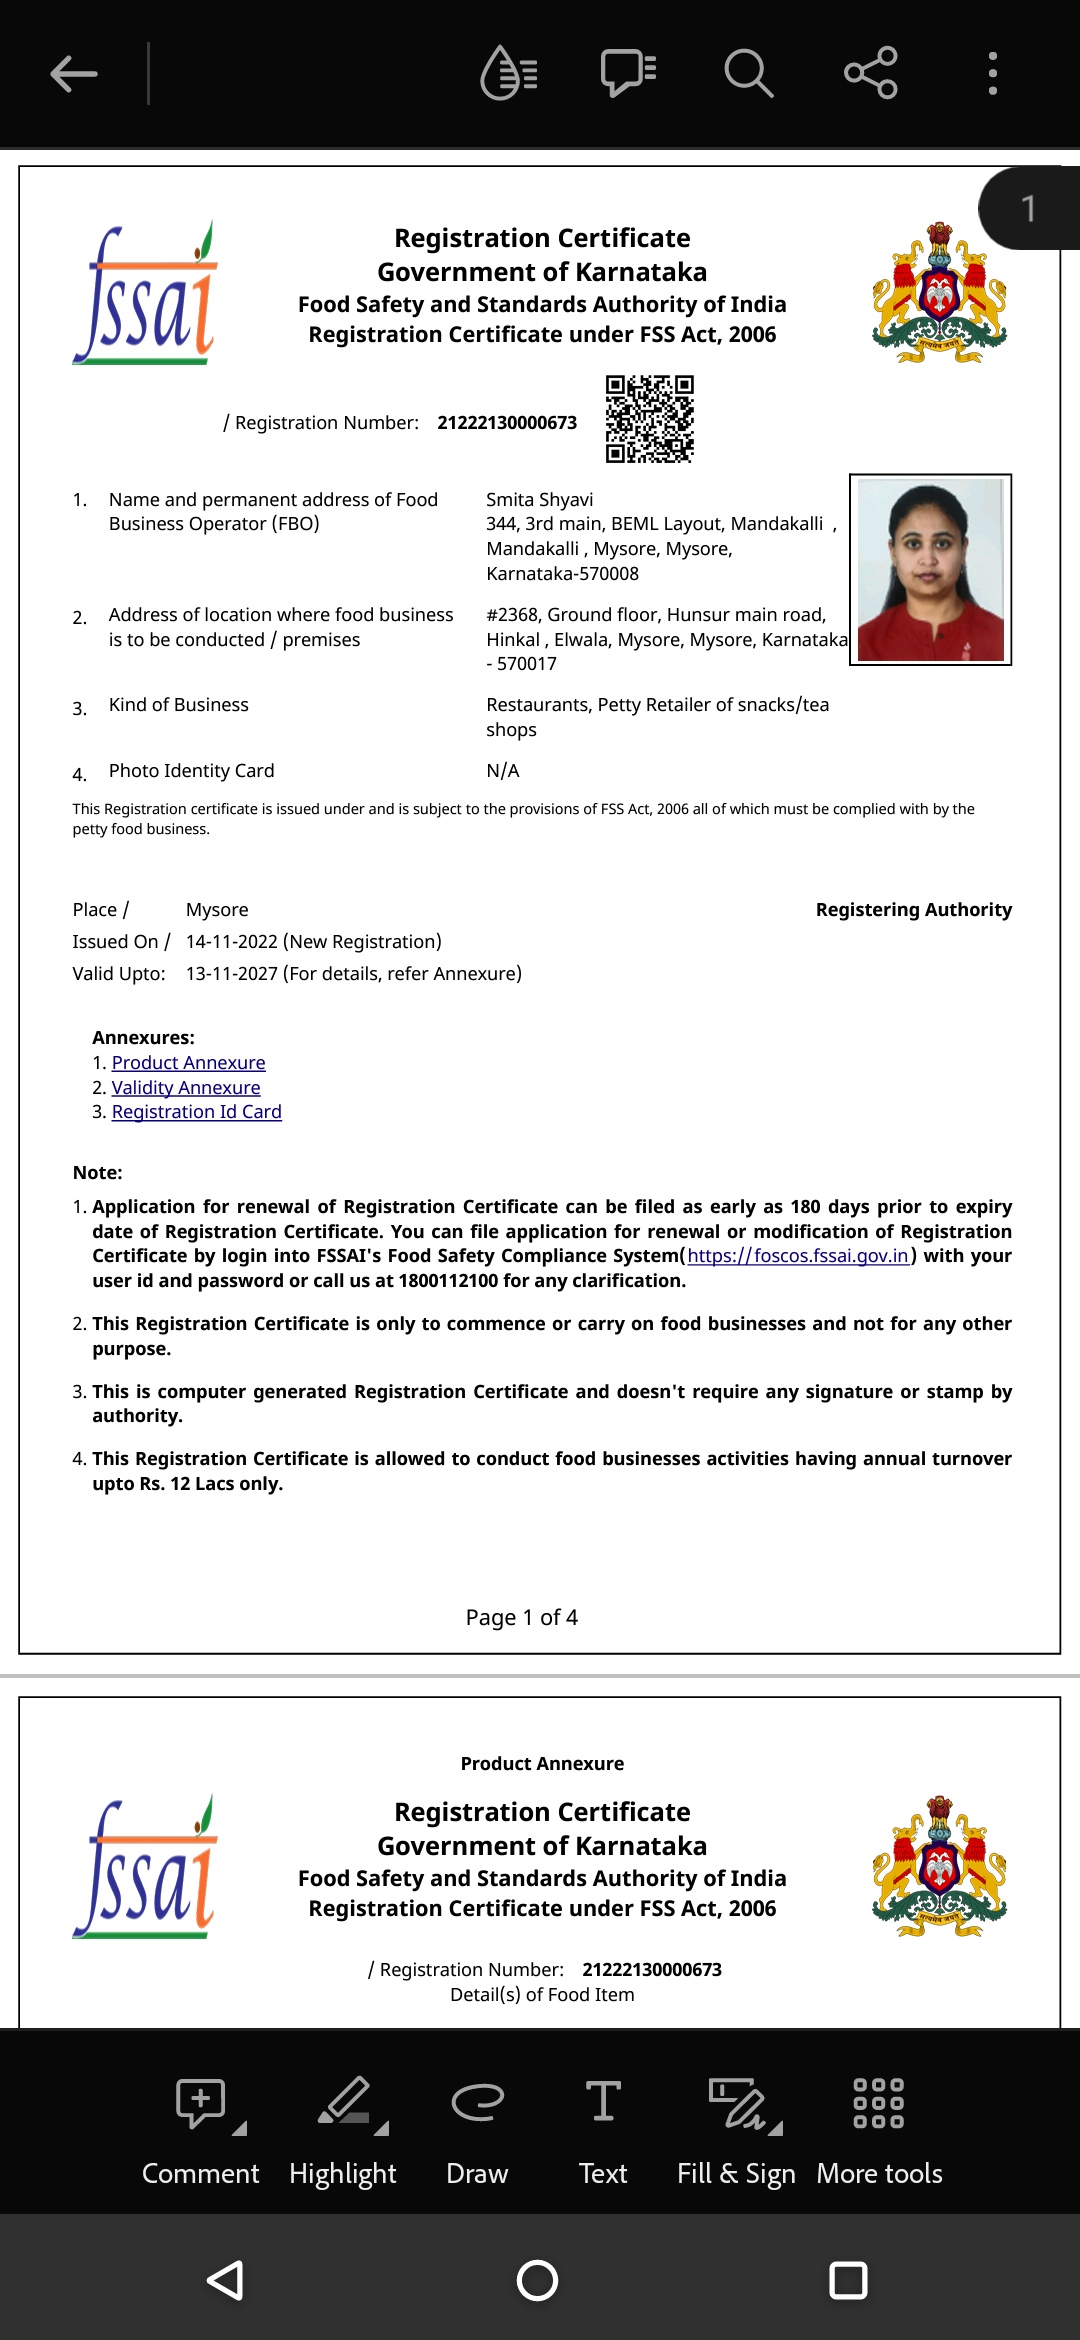 1
fssai
Registration Certificate
Government of Karnataka
Food Safety and Standards Authority of India
Registration Certificate under FSS Act, 2006
/ Registration Number: 21222130000673
1. Name and permanent address of Food Business Operator (FBO)
Smita Shyavi
344, 3rd main, BEML Layout, Mandakalli ,
Mandakalli , Mysore, Mysore,
Karnataka-570008
2. Address of location where food business is to be conducted / premises
#2368, Ground floor, Hunsur main road,
Hinkal , Elwala, Mysore, Mysore, Karnataka
- 570017
3. Kind of Business
Restaurants, Petty Retailer of snacks/tea
shops
4. Photo Identity Card N/A
This Registration certificate is issued under and is subject to the provisions of FSS Act, 2006 all of which must be complied with by the
petty food business.
Place / Mysore Registering Authority
Issued On / 14-11-2022 (New Registration)
Valid Upto: 13-11-2027 (For details, refer Annexure)
Annexures:
1. Product Annexure
2. Validity Annexure
3. Registration Id Card
Note:
1. Application for renewal of Registration Certificate can be filed as early as 180 days prior to expiry
date of Registration Certificate. You can file application for renewal or modification of Registration
Certificate by login into FSSAI's Food Safety Compliance System(https://foscos.fssai.gov.in) with your
user id and password or call us at 1800112100 for any clarification.
2. This Registration Certificate is only to commence or carry on food businesses and not for any other
purpose.
3. This is computer generated Registration Certificate and doesn't require any signature or stamp by
authority.
4. This Registration Certificate is allowed to conduct food businesses activities having annual turnover
upto Rs. 12 Lacs only.
Page 1 of 4
Product Annexure
fssai
Registration Certificate
Government of Karnataka
Food Safety and Standards Authority of India
Registration Certificate under FSS Act, 2006
/ Registration Number: 21222130000673
Detail(s) of Food Item
Comment Highlight Draw Text Fill & Sign More tools